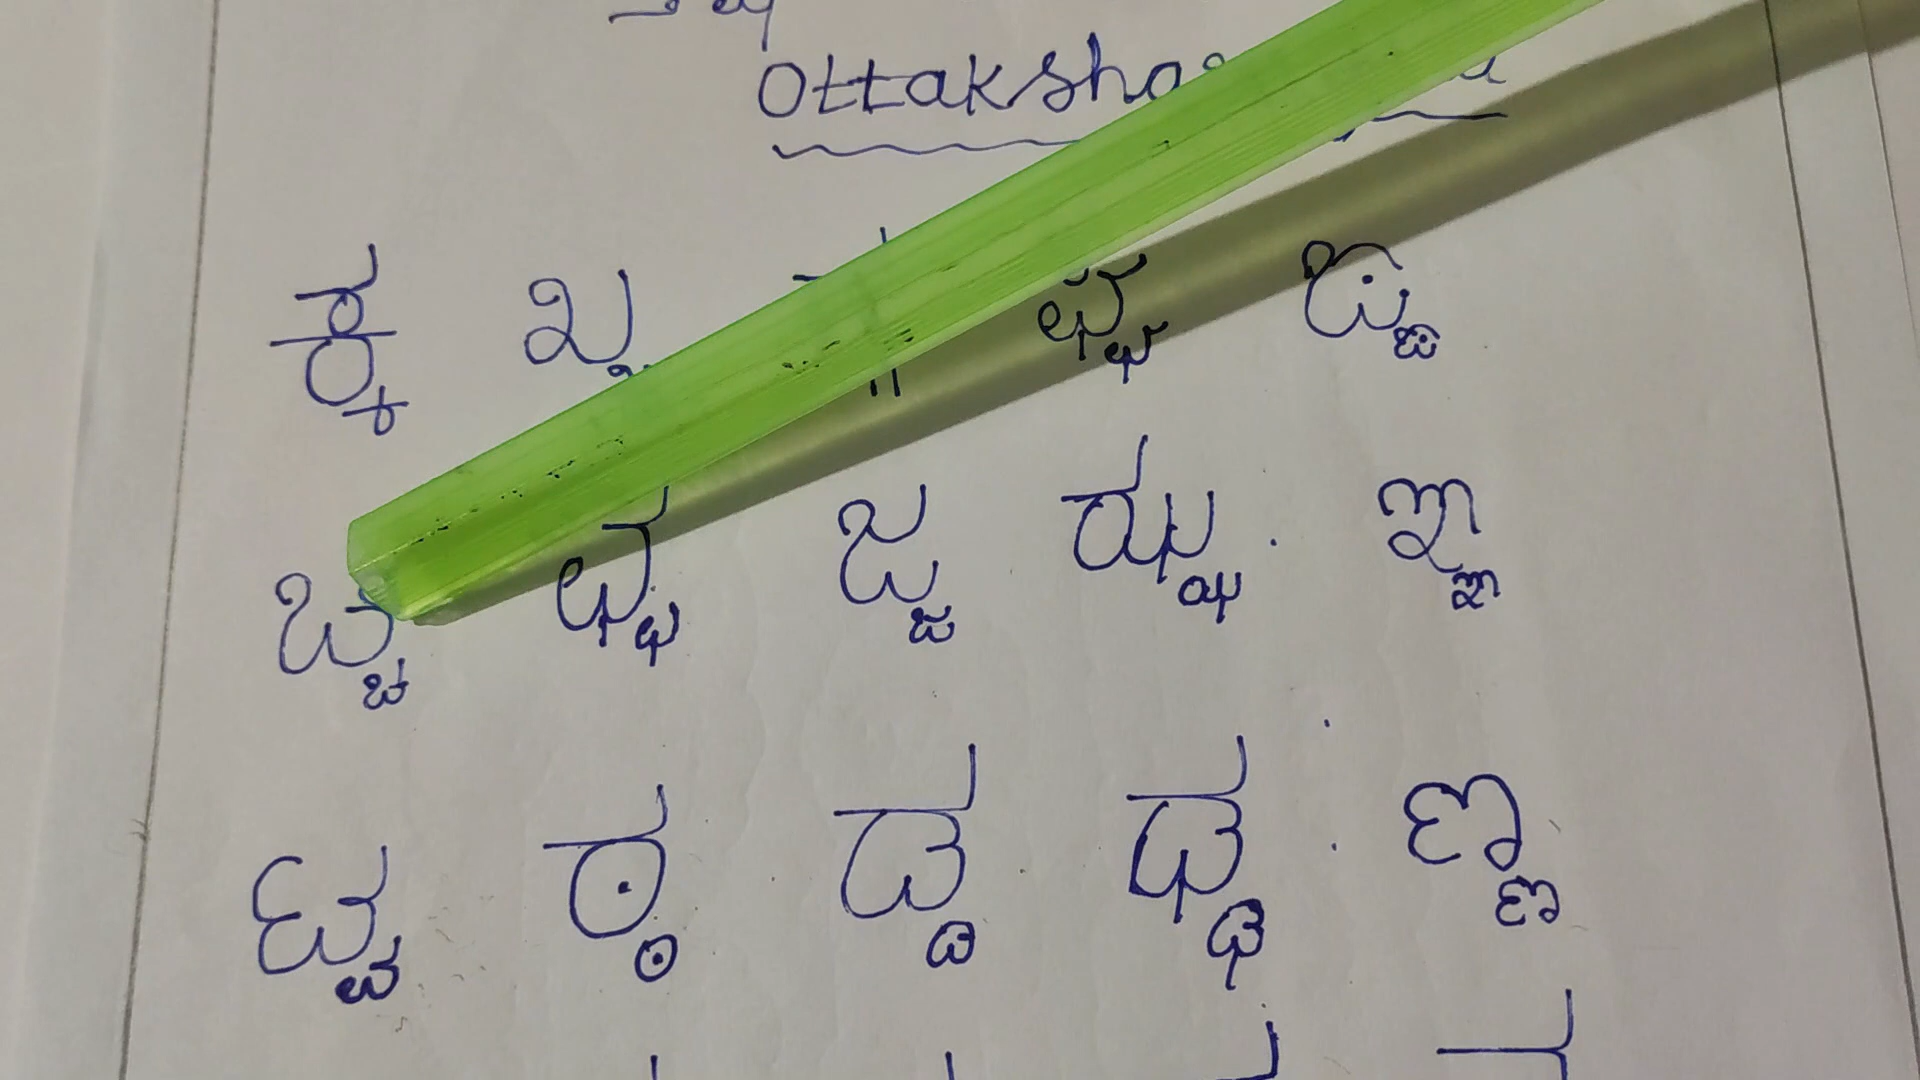 ಕ್ಕ ಖ್ಖ ಘ್ಘ ಙ್ಙ
ಚ್ಚ ಛ್ಛ ಜ್ಜ ಝ್ಝ ಞ್ಞ
ಟ್ಟ ಠ್ಠ ಡ್ಡ ಢ್ಢ ಣ್ಣ